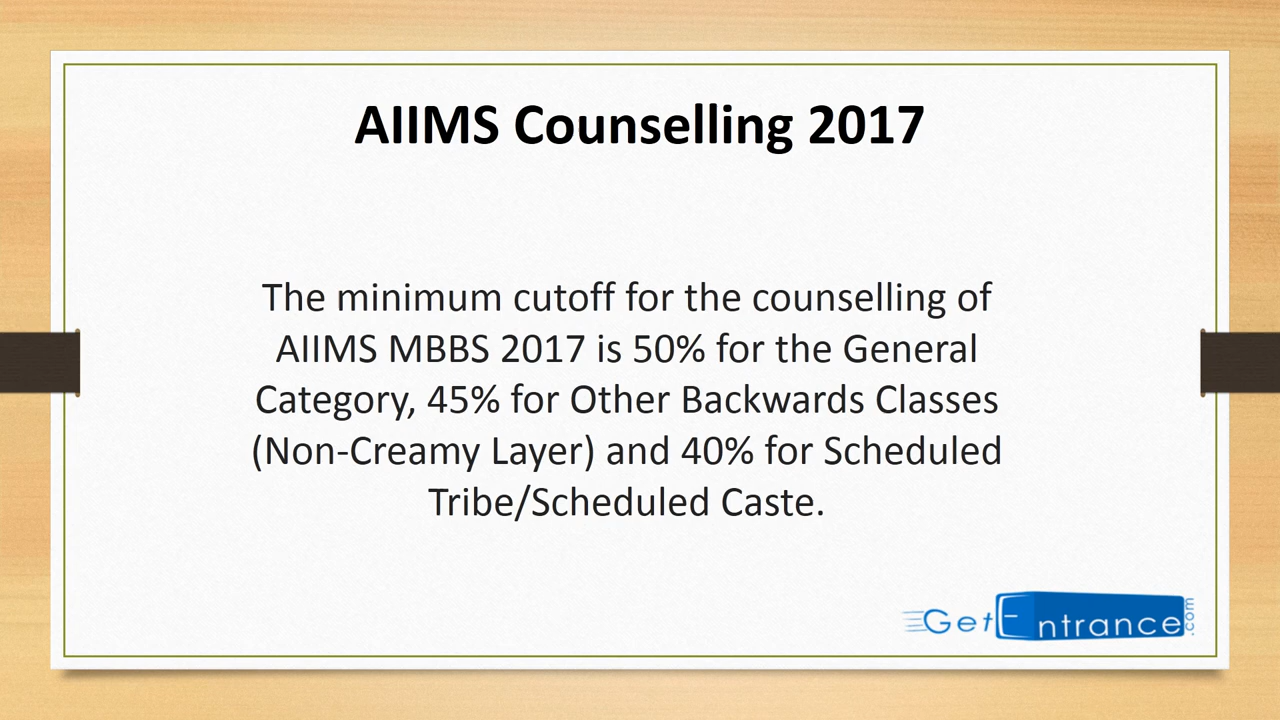 AIIMS Counselling 2017
The minimum cutoff for the counselling of
AIIMS MBBS 2017 is 50% for the General
Category, 45% for Other Backwards Classes
(Non-Creamy Layer) and 40% for Scheduled
Tribe/Scheduled Caste.
GetEntrance.com